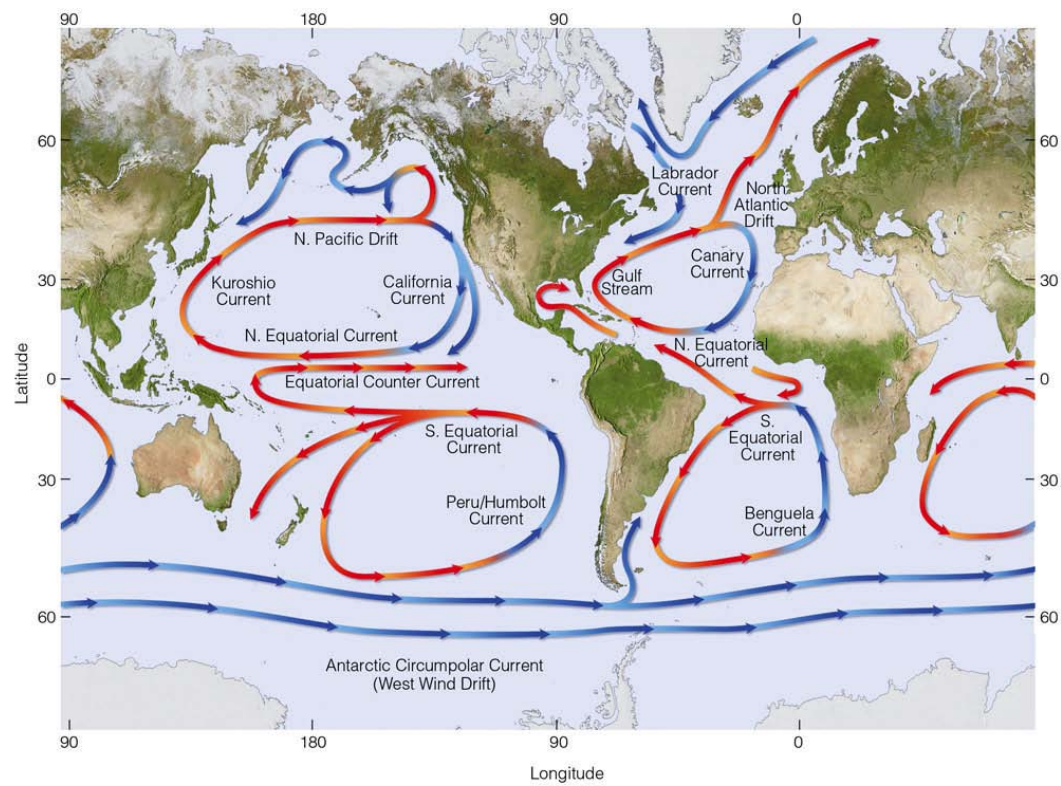 90
180
90
0
60
60
Labrador
Current
North
Atlantic
Drift
N. Pacific Drift
Canary
Current
Gulf
Stream
Kuroshio
Current
California
Current
30
30
N. Equatorial Current
N. Equatorial
Current
Latitude
0
Equatorial Counter Current
0
S. Equatorial
Current
S.
Equatorial
Current
30
30
Peru/Humbolt
Current
Benguela
Current
60
60
Antarctic Circumpolar Current
(West Wind Drift)
90
180
90
0
Longitude